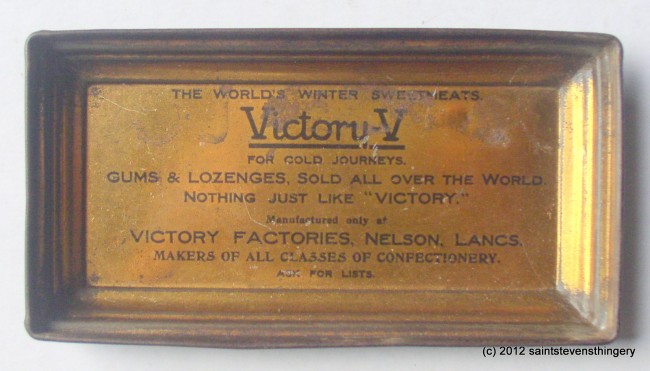 THE WORLD'S WINTER SWEETMEATS.
Victory-V
FOR COLD JOURNEYS.
GUMS & LOZENGES, SOLD ALL OVER THE WORLD.
NOTHING JUST LIKE "VICTORY."
Manufactured only at
VICTORY FACTORIES, NELSON, LANCS.
MAKERS OF ALL CLASSES OF CONFECTIONERY.
ASK FOR LISTS.
(c) 2012 saintstevensthingery